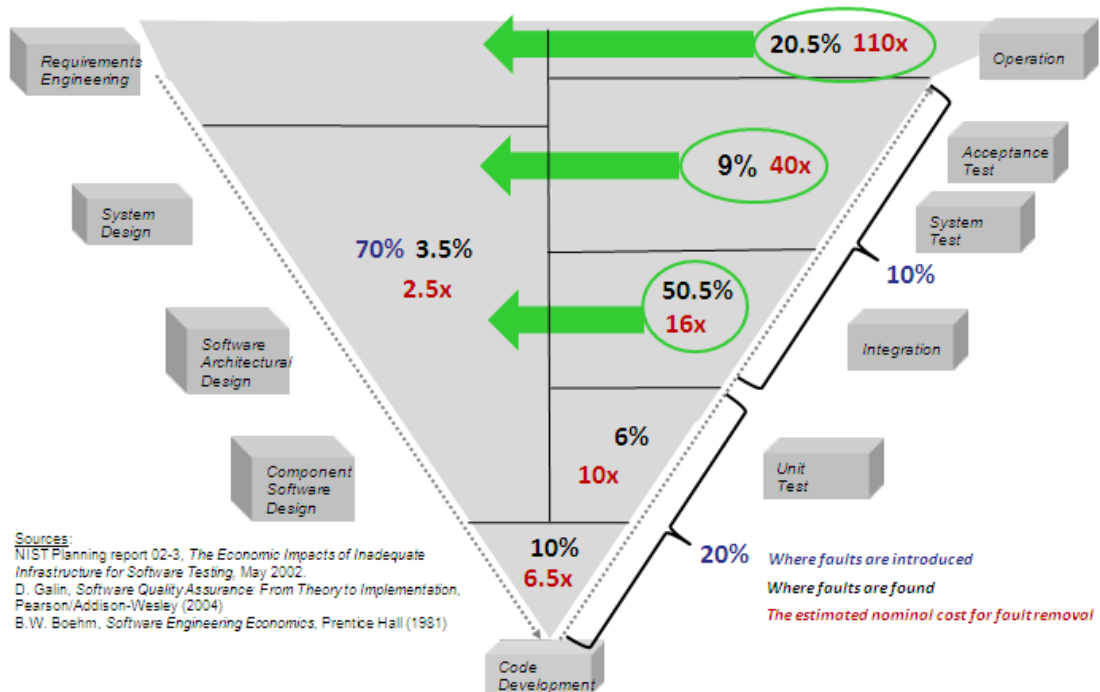 Requirements
Engineering
20.5% 110x
Operation
9% 40x
Acceptance
Test
System
Design
System
Test
70% 3.5%
2.5x
50.5%
16x
10%
Software
Architectural
Design
Integration
6%
10x
Component
Software
Design
Unit
Test
10%
6.5x
20%
Where faults are introduced
Where faults are found
The estimated nominal cost for fault removal
Sources:
NIST Planning report 02-3, The Economic Impacts of Inadequate
Infrastructure for Software Testing, May 2002.
D. Galin, Software Quality Assurance: From Theory to Implementation,
Pearson/Addison-Wesley (2004)
B.W. Boehm, Software Engineering Economics, Prentice Hall (1981)
Code
Development